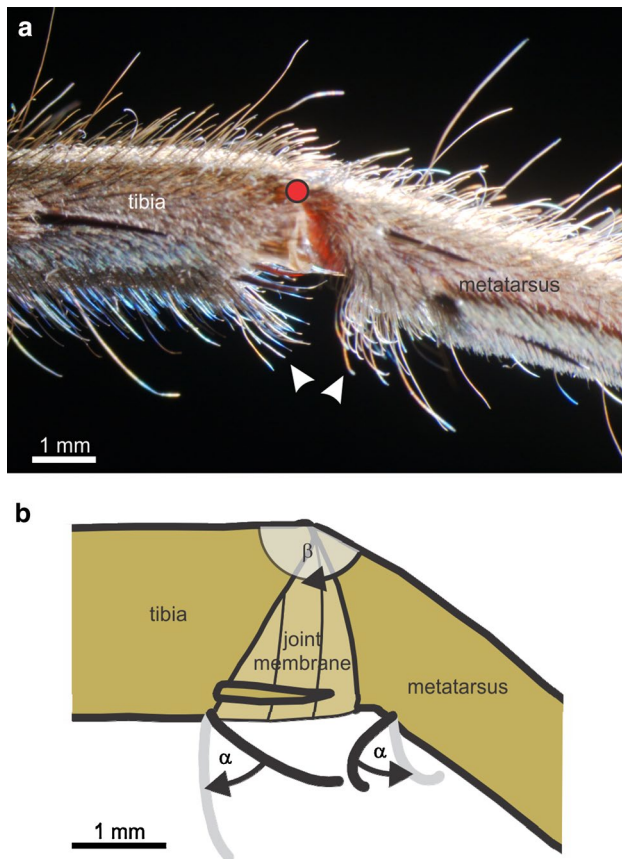 a
tibia
metatarsus
1 mm
b
β
tibia
joint
membrane
metatarsus
α
α
1 mm